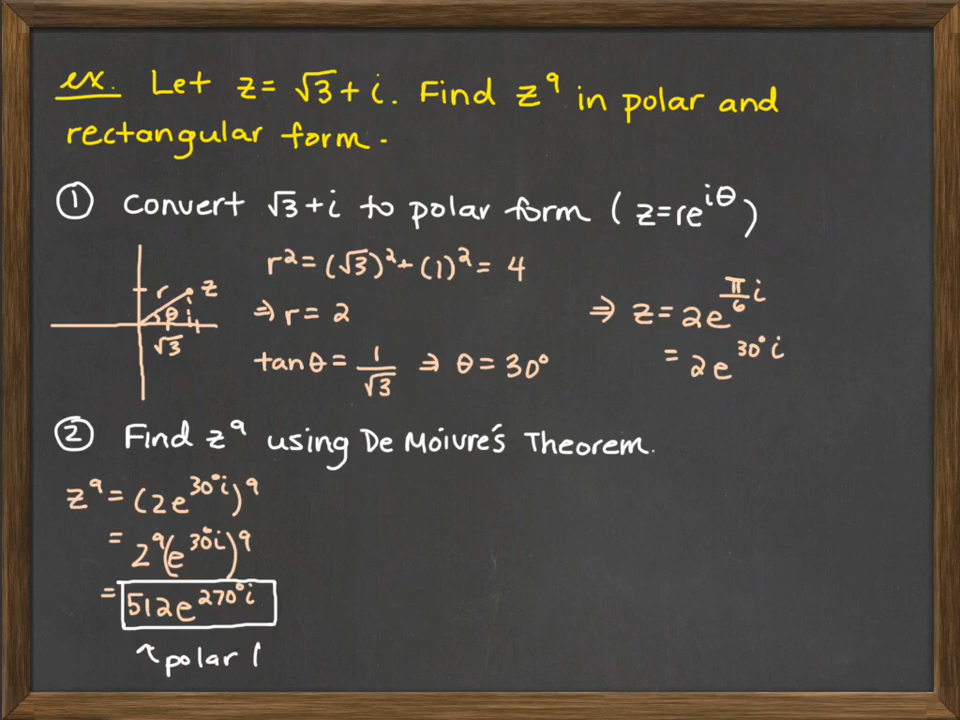 ex. Let z = √3 + i. Find z⁹ in polar and
rectangular form.
① Convert √3 + i to polar form (z = re^{iθ})
r² = (√3)² + (1)² = 4
⇒ r = 2
tan θ = 1/√3 ⇒ θ = 30°
r z
θ i 1
√3
⇒ z = 2e^{π/6 i}
= 2e^{30° i}
② Find z⁹ using De Moivre's Theorem.
z⁹ = (2e^{30° i})⁹
= 2⁹(e^{30° i})⁹
= 512e^{270° i}
↑ polar f